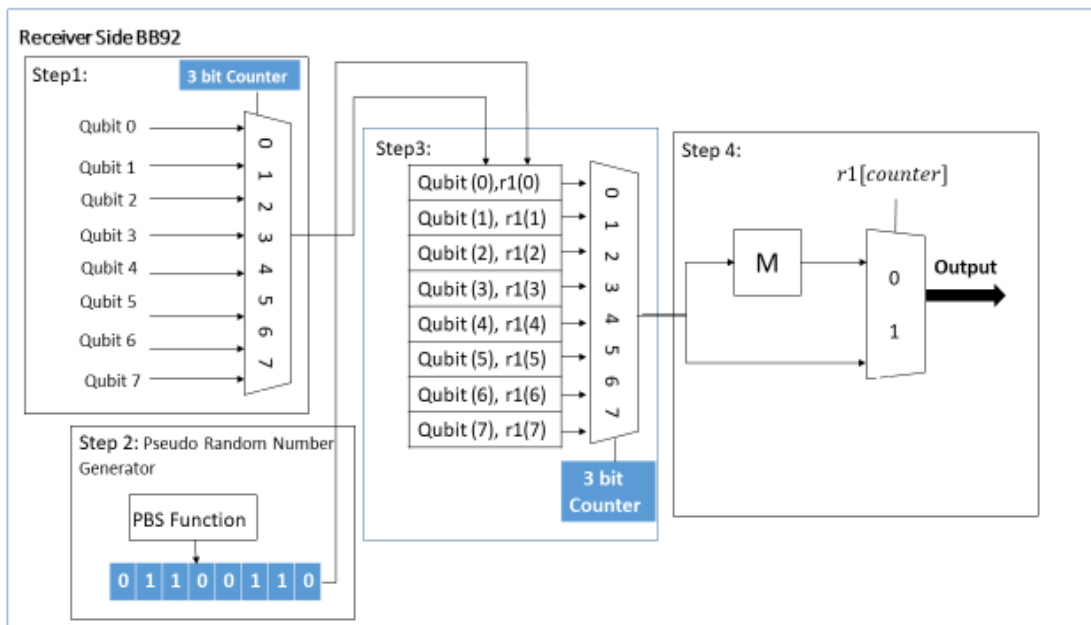 Receiver Side BB92
Step1:
3 bit Counter
Qubit 0
Qubit 1
Qubit 2
Qubit 3
Qubit 4
Qubit 5
Qubit 6
Qubit 7
0
1
2
3
4
5
6
7
Step 2: Pseudo Random Number
Generator
PBS Function
0 1 1 0 0 1 1 0
Step3:
Qubit (0),r1(0)
Qubit (1), r1(1)
Qubit (2), r1(2)
Qubit (3), r1(3)
Qubit (4), r1(4)
Qubit (5), r1(5)
Qubit (6), r1(6)
Qubit (7), r1(7)
0
1
2
3
4
5
6
7
3 bit
Counter
Step 4:
r1[counter]
M
0
1
Output